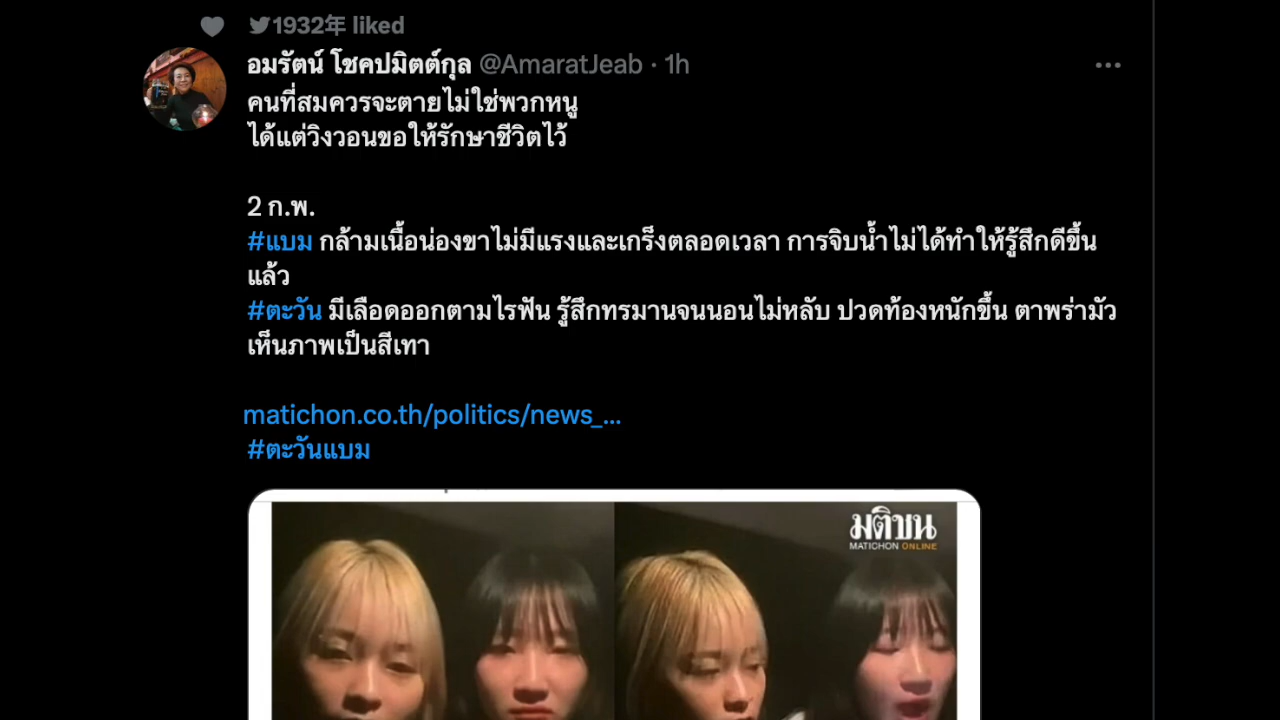 1932年 liked
อมรัตน์ โชคปมิตต์กุล @AmaratJeab · 1h
คนที่สมควรจะตายไม่ใช่พวกหนู
ได้แต่วิงวอนขอให้รักษาชีวิตไว้
2 ก.พ.
#แบม กล้ามเนื้อน่องขาไม่มีแรงและเกร็งตลอดเวลา การจิบน้ำไม่ได้ทำให้รู้สึกดีขึ้น
แล้ว
#ตะวัน มีเลือดออกตามไรฟัน รู้สึกทรมานจนนอนไม่หลับ ปวดท้องหนักขึ้น ตาพร่ามัว
เห็นภาพเป็นสีเทา
matichon.co.th/politics/news_...
#ตะวันแบม
มติชน
MATICHON ONLINE